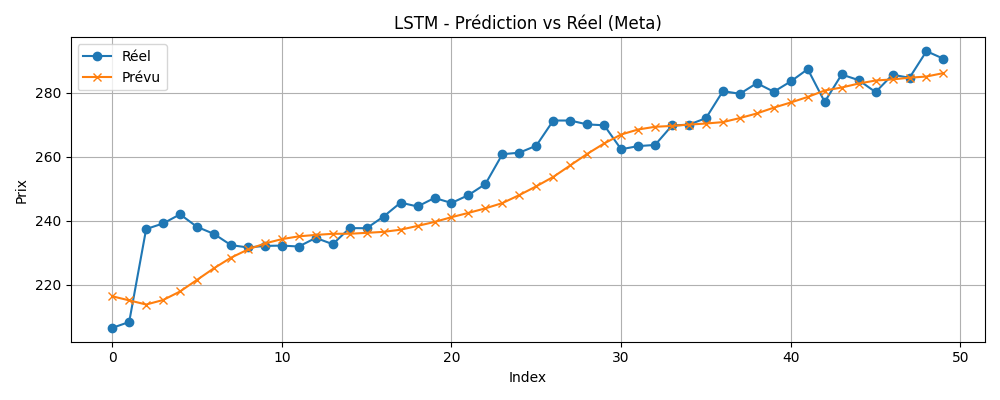 LSTM - Prédiction vs Réel (Meta)
Réel
Prévu
Prix
280
260
240
220
0 10 20 30 40 50
Index